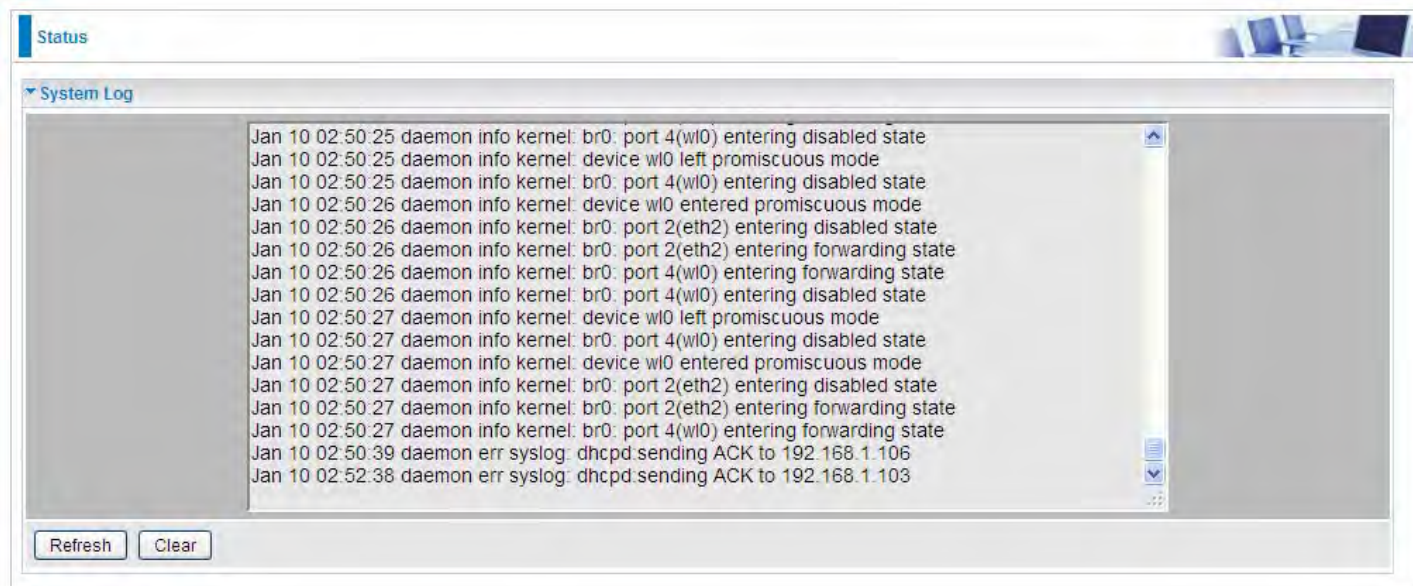 Status
System Log
Jan 10 02:50:25 daemon info kernel: br0: port 4(wl0) entering disabled state
Jan 10 02:50:25 daemon info kernel: device wl0 left promiscuous mode
Jan 10 02:50:25 daemon info kernel: br0: port 4(wl0) entering disabled state
Jan 10 02:50:26 daemon info kernel: device wl0 entered promiscuous mode
Jan 10 02:50:26 daemon info kernel: br0: port 2(eth2) entering disabled state
Jan 10 02:50:26 daemon info kernel: br0: port 2(eth2) entering forwarding state
Jan 10 02:50:26 daemon info kernel: br0: port 4(wl0) entering forwarding state
Jan 10 02:50:26 daemon info kernel: br0: port 4(wl0) entering disabled state
Jan 10 02:50:27 daemon info kernel: device wl0 left promiscuous mode
Jan 10 02:50:27 daemon info kernel: br0: port 4(wl0) entering disabled state
Jan 10 02:50:27 daemon info kernel: device wl0 entered promiscuous mode
Jan 10 02:50:27 daemon info kernel: br0: port 2(eth2) entering disabled state
Jan 10 02:50:27 daemon info kernel: br0: port 2(eth2) entering forwarding state
Jan 10 02:50:27 daemon info kernel: br0: port 4(wl0) entering forwarding state
Jan 10 02:50:39 daemon err syslog: dhcpd:sending ACK to 192.168.1.106
Jan 10 02:52:38 daemon err syslog: dhcpd:sending ACK to 192.168.1.103
Refresh Clear